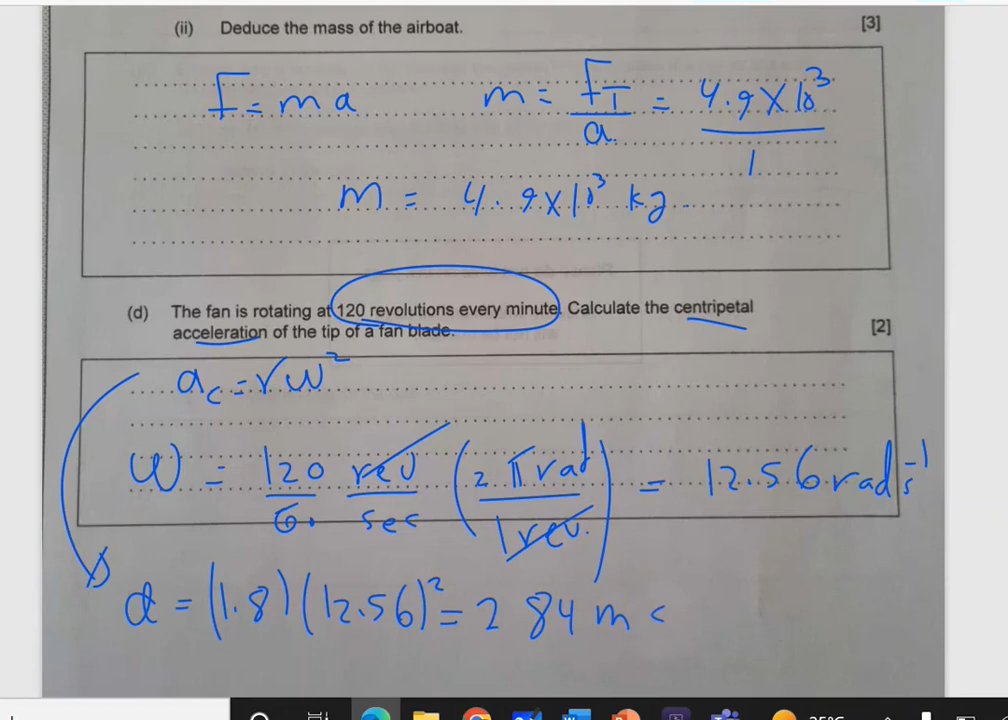 (ii) Deduce the mass of the airboat. [3]
F = ma m = F_T / a = 4.9 × 10³ / 1
m = 4.9 × 10³ kg
(d) The fan is rotating at 120 revolutions every minute. Calculate the centripetal
acceleration of the tip of a fan blade. [2]
a_c = rω²
ω = 120 rev / 60 sec (2π rad / 1 rev) = 12.56 rad s⁻¹
a = (1.8)(12.56)² = 284 m